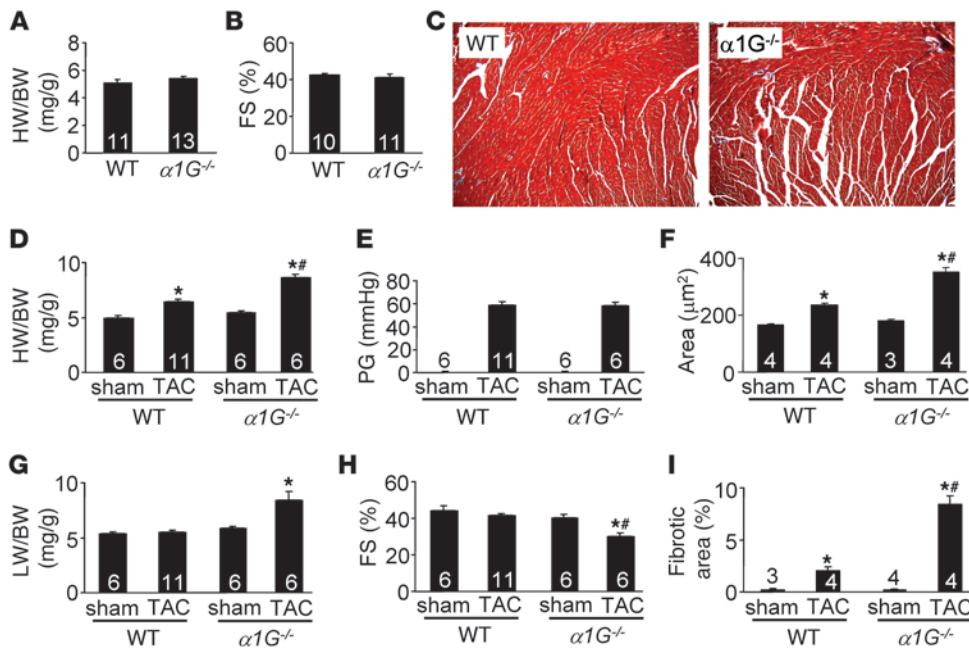 A
HW/BW
(mg/g)
8
6
4
2
0
11
13
WT
α1G-/-
B
FS (%)
60
40
20
0
10
11
WT
α1G-/-
C
WT
α1G-/-
D
HW/BW
(mg/g)
10
5
0
*
*#
6
11
6
6
sham TAC sham TAC
WT
α1G-/-
E
PG (mmHg)
80
60
40
20
0
6
11
6
6
sham TAC sham TAC
WT
α1G-/-
F
Area (μm²)
400
200
0
*
*#
4
4
3
4
sham TAC sham TAC
WT
α1G-/-
G
LW/BW
(mg/g)
10
5
0
*
6
11
6
6
sham TAC sham TAC
WT
α1G-/-
H
FS (%)
60
40
20
0
*#
6
11
6
6
sham TAC sham TAC
WT
α1G-/-
I
Fibrotic
area (%)
10
5
0
3
*
4
4
*#
4
sham TAC sham TAC
WT
α1G-/-